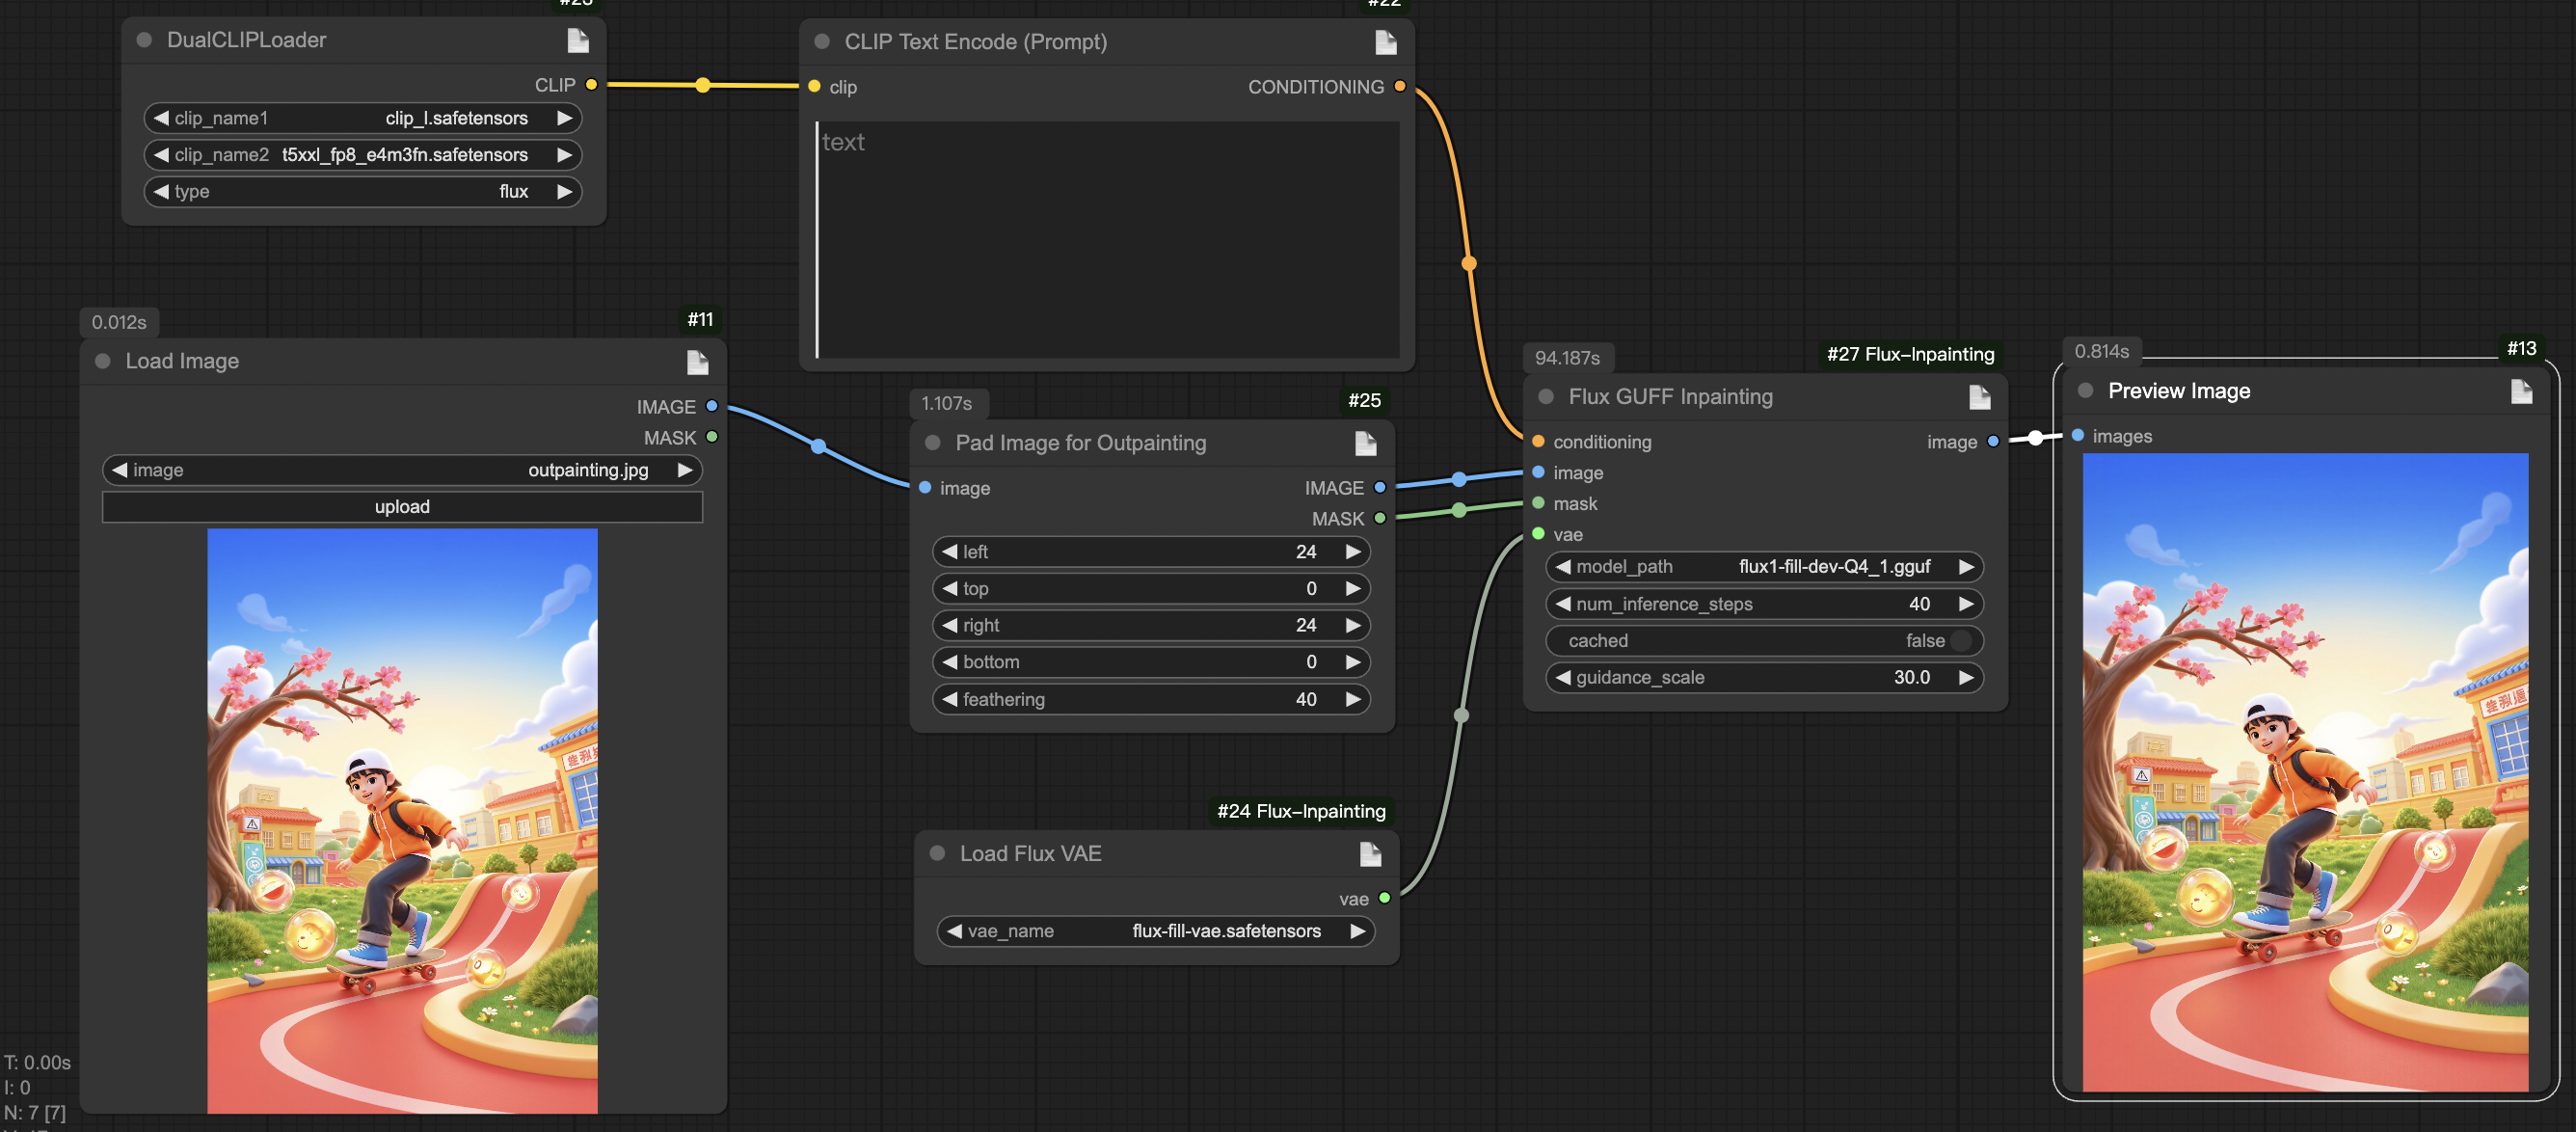 #23
DualCLIPLoader
CLIP
clip_name1 clip_l.safetensors
clip_name2 t5xxl_fp8_e4m3fn.safetensors
type flux
#22
CLIP Text Encode (Prompt)
clip CONDITIONING
text
0.012s #11
Load Image
IMAGE
MASK
image outpainting.jpg
upload
1.107s #25
Pad Image for Outpainting
image IMAGE
MASK
left 24
top 0
right 24
bottom 0
feathering 40
#24 Flux-Inpainting
Load Flux VAE
vae
vae_name flux-fill-vae.safetensors
94.187s #27 Flux-Inpainting
Flux GUFF Inpainting
conditioning image
image
mask
vae
model_path flux1-fill-dev-Q4_1.gguf
num_inference_steps 40
cached false
guidance_scale 30.0
0.814s #13
Preview Image
images
T: 0.00s
I: 0
N: 7 [7]